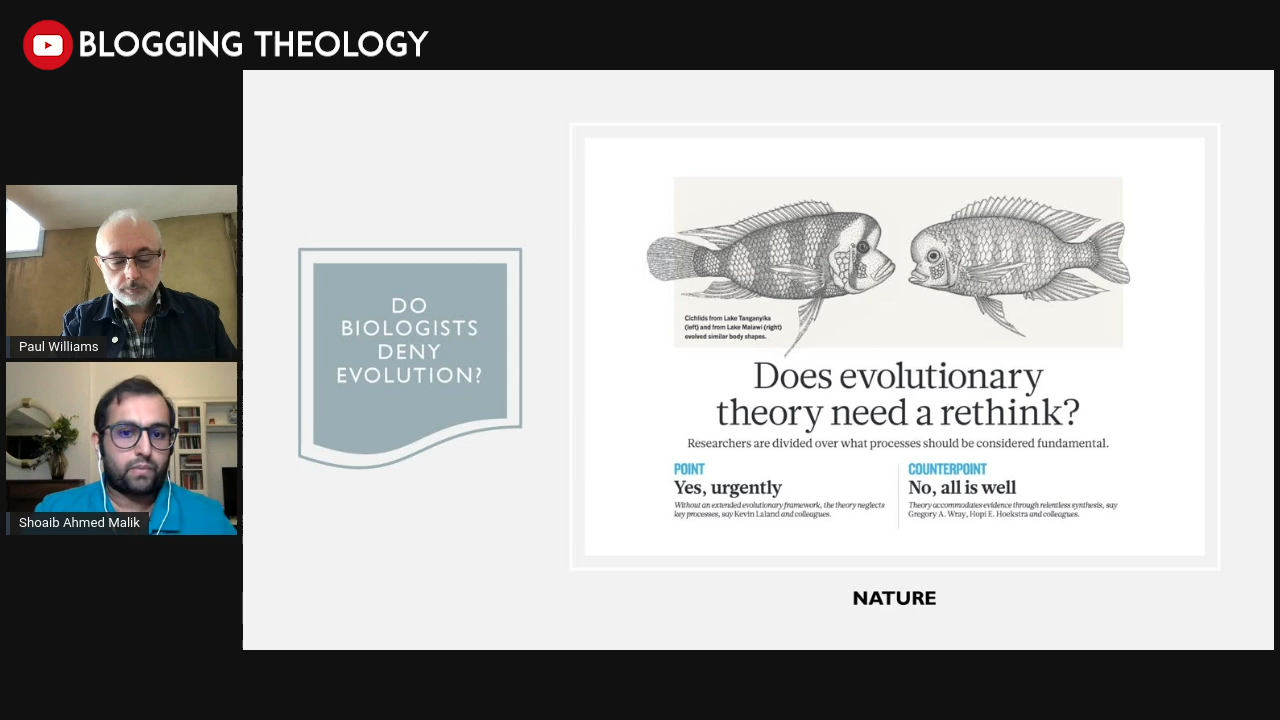 BLOGGING THEOLOGY
Paul Williams
Shoaib Ahmed Malik
DO
BIOLOGISTS
DENY
EVOLUTION?
Cichlids from Lake Tanganyika
(left) and from Lake Malawi (right)
evolved similar body shapes.
Does evolutionary
theory need a rethink?
Researchers are divided over what processes should be considered fundamental.
POINT
Yes, urgently
Without an extended evolutionary framework, the theory neglects
key processes, say Kevin Laland and colleagues.
COUNTERPOINT
No, all is well
Theory accommodates evidence through relentless synthesis, say
Gregory A. Wray, Hopi E. Hoekstra and colleagues.
NATURE